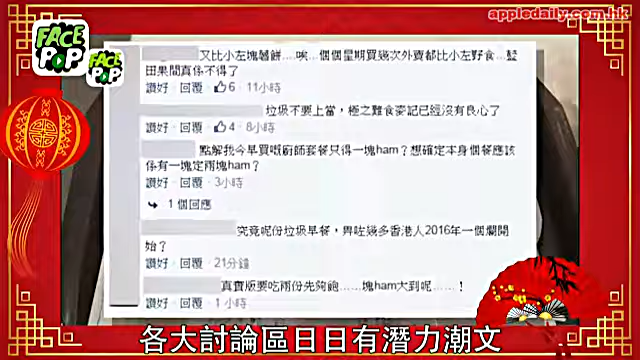 appledaily.com.hk
FACE
POP
FACE
POP
又比小左塊薯餅....唉...個個星期買幾次外賣都比小左野食...藍
田果間真係不得了
讚好 · 回覆 · 6 · 11小時
垃圾不要上當，極之難食麥記已經沒有良心了
讚好 · 回覆 · 4 · 8小時
點解我今早買嘅廚師套餐只得一塊ham？想確定本身個餐應該
係有一塊定兩塊ham？
讚好 · 回覆 · 3小時
1 個回應
究竟呢份垃圾早餐，畀咗幾多香港人2016年一個爛開
始？
讚好 · 回覆 · 21分鐘
真實版要吃兩份先夠飽……塊ham大到呢……！
讚好 · 回覆 · 1小時
各大討論區日日有潛力潮文